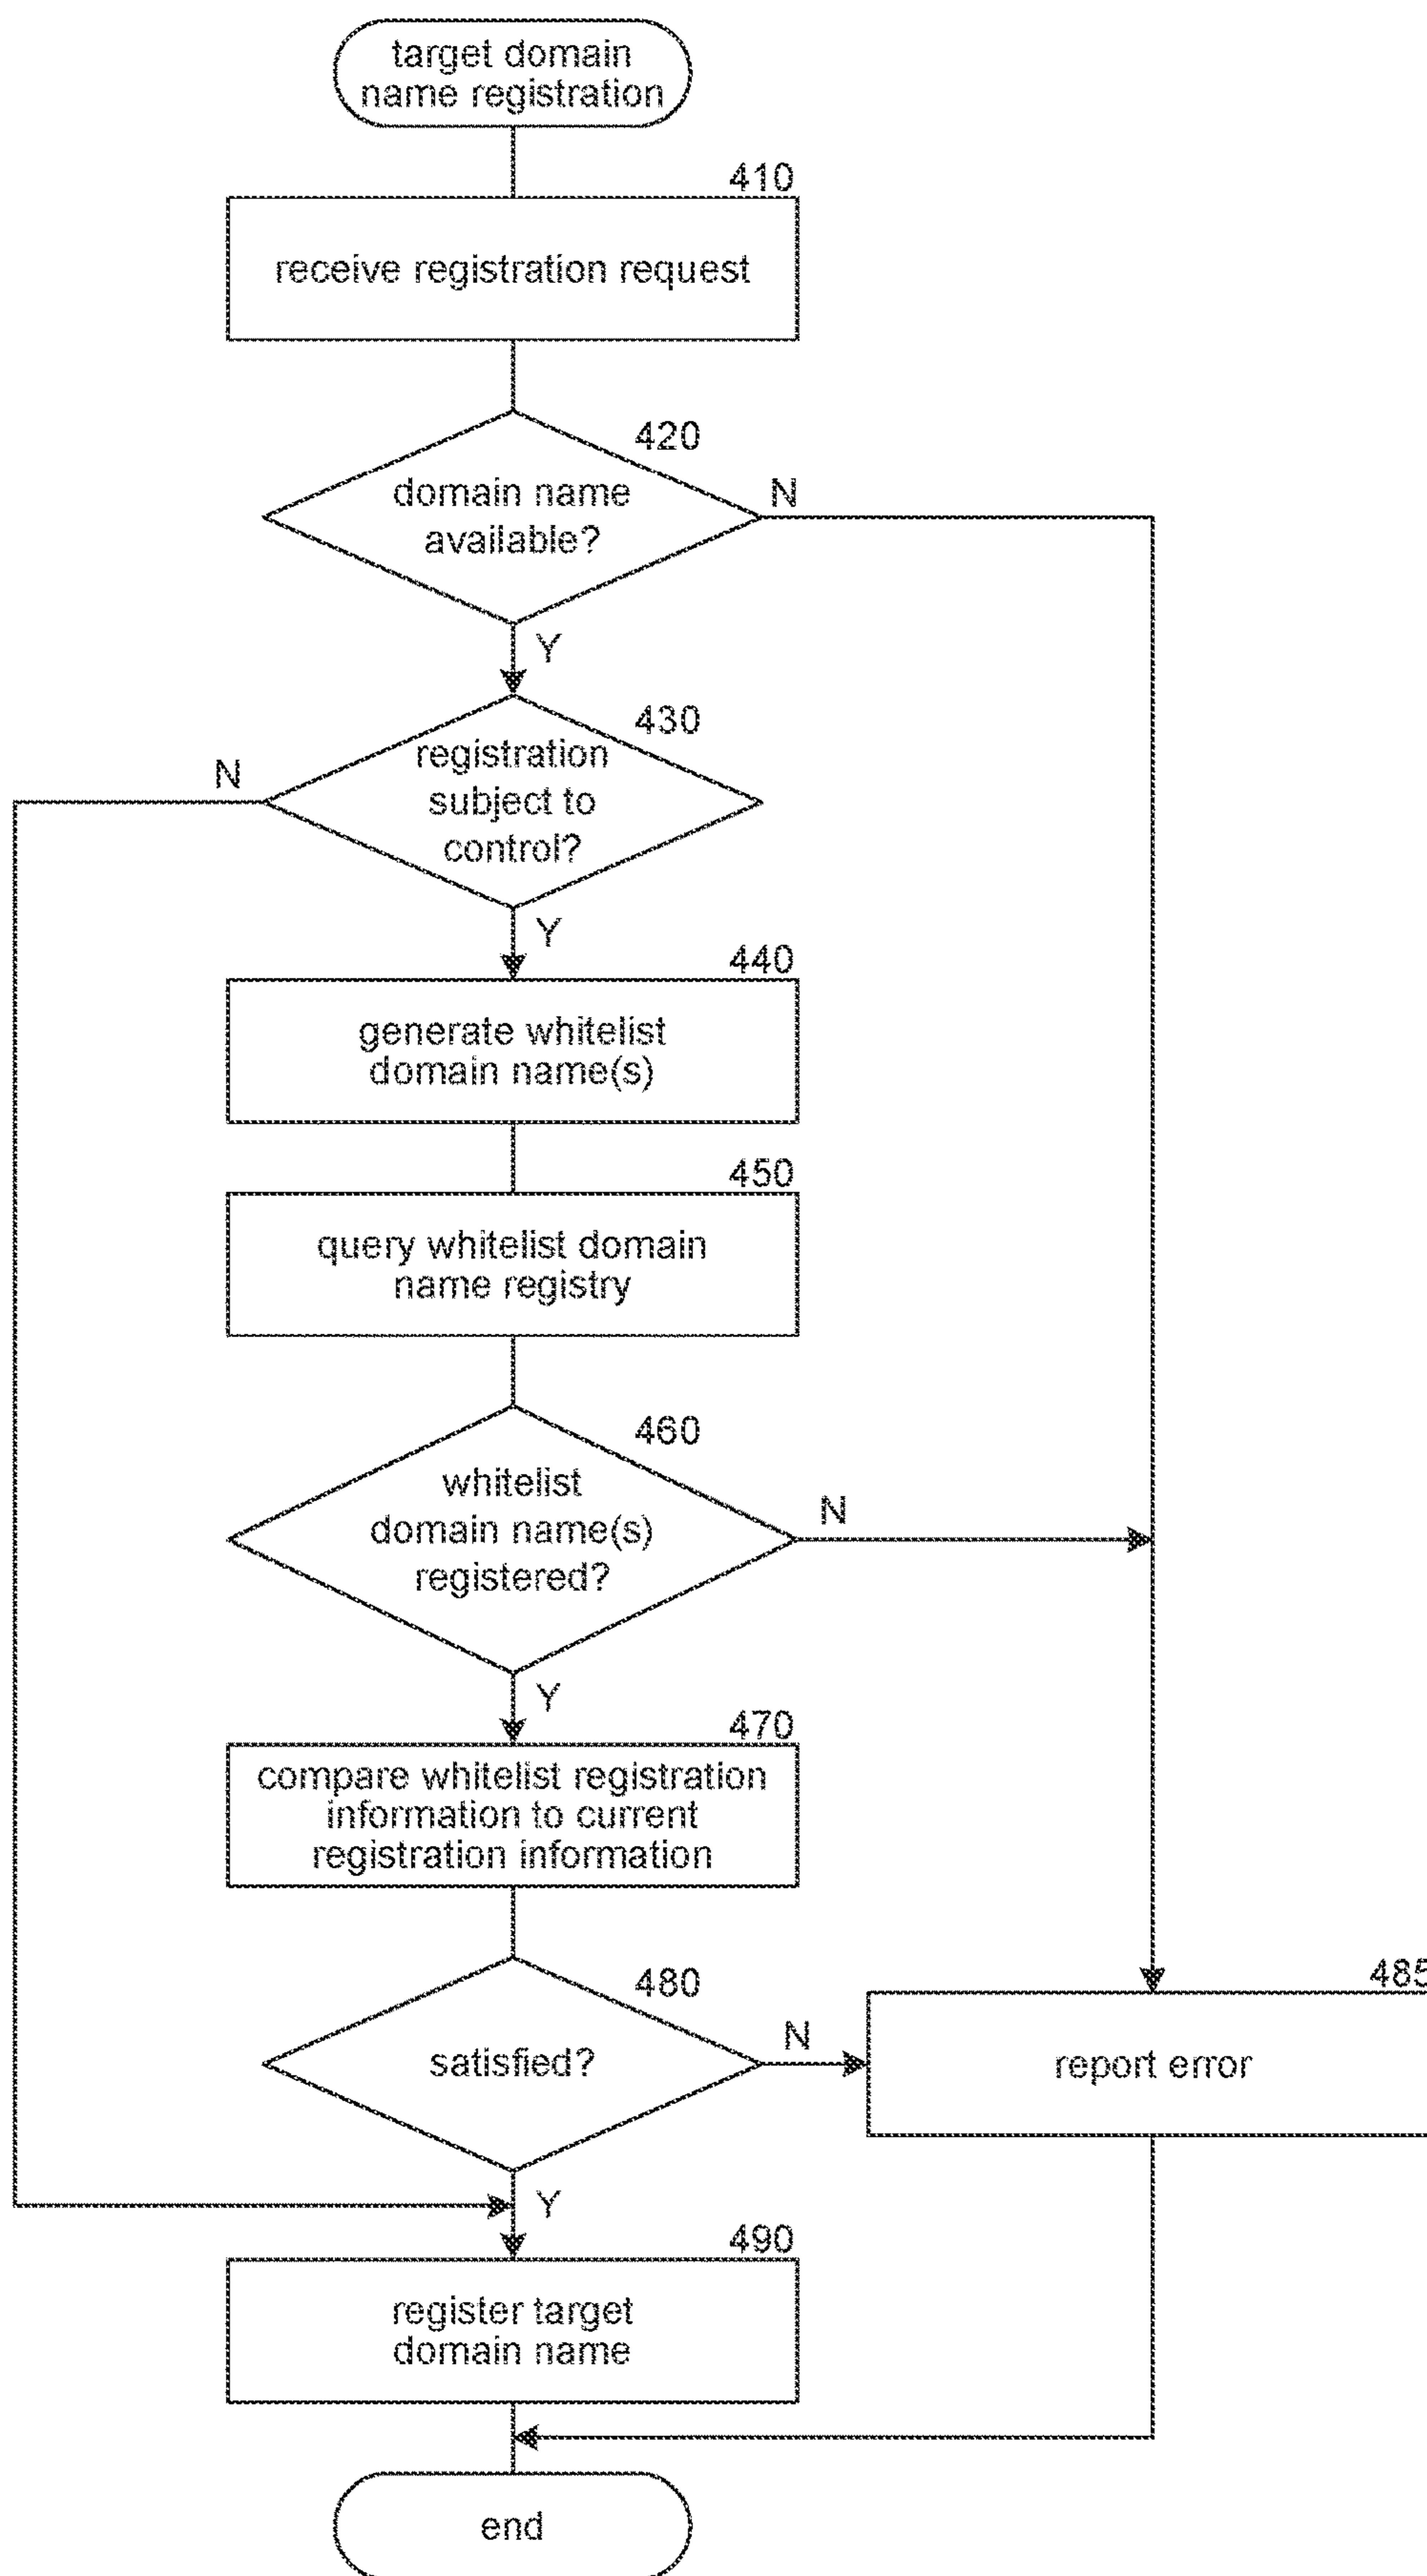 target domain
name registration
410
receive registration request
420
domain name
available?
N
Y
430
registration
subject to
control?
N
Y
440
generate whitelist
domain name(s)
450
query whitelist domain
name registry
460
whitelist
domain name(s)
registered?
N
Y
470
compare whitelist registration
information to current
registration information
480
satisfied?
N
485
report error
Y
490
register target
domain name
end